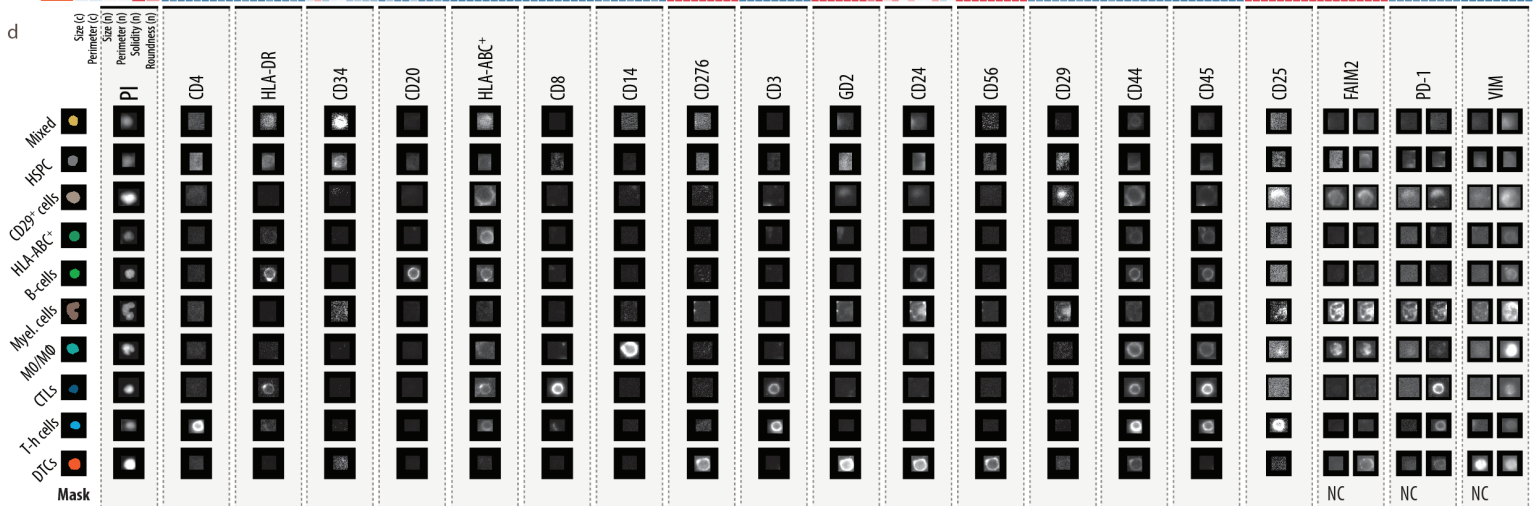 d
Size (c)
Perimeter (c)
Size (n)
Perimeter (n)
Solidity (n)
Roundness (n)
PI
CD4
HLA-DR
CD34
CD20
HLA-ABC⁺
CD8
CD14
CD276
CD3
GD2
CD24
CD56
CD29
CD44
CD45
CD25
FAIM2
PD-1
VIM
Mixed
HSPC
CD29⁺ cells
HLA-ABC⁺
B-cells
Myel. cells
MO/MΦ
CTLs
T-h cells
DTCs
Mask
NC
NC
NC